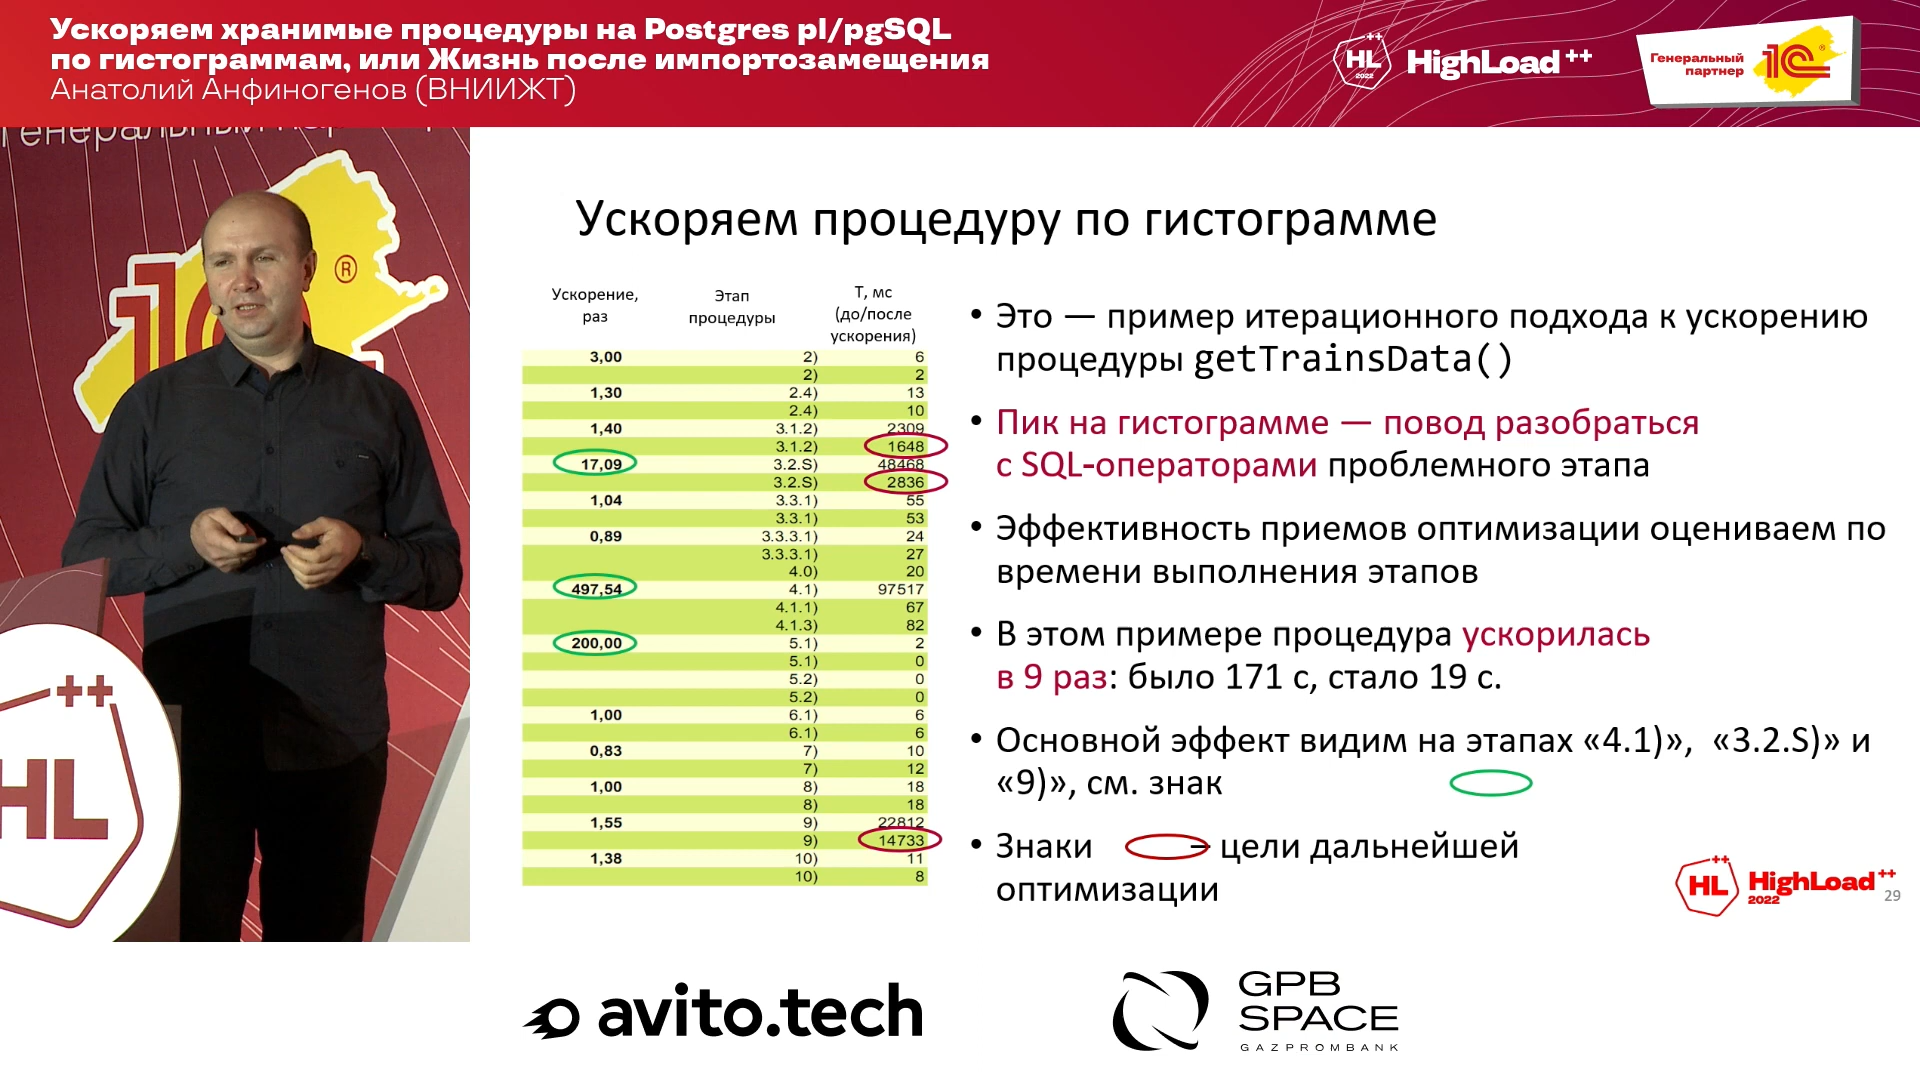 Ускоряем хранимые процедуры на Postgres pl/pgSQL
по гистограммам, или Жизнь после импортозамещения
Анатолий Анфиногенов (ВНИИЖТ)
HL++ 2022 HighLoad++
Генеральный
партнер
1С®
®
++
HL
Ускоряем процедуру по гистограмме
Ускорение, раз Этап процедуры Т, мс (до/после ускорения)
3,00 2) 6
2) 2
1,30 2.4) 13
2.4) 10
1,40 3.1.2) 2309
3.1.2) 1648
17,09 3.2.S) 48468
3.2.S) 2836
1,04 3.3.1) 55
3.3.1) 53
0,89 3.3.3.1) 24
3.3.3.1) 27
4.0) 20
497,54 4.1) 97517
4.1.1) 67
4.1.3) 82
200,00 5.1) 2
5.1) 0
5.2) 0
5.2) 0
1,00 6.1) 6
6.1) 6
0,83 7) 10
7) 12
1,00 8) 18
8) 18
1,55 9) 22812
9) 14733
1,38 10) 11
10) 8
• Это — пример итерационного подхода к ускорению
процедуры getTrainsData()
• Пик на гистограмме — повод разобраться
с SQL-операторами проблемного этапа
• Эффективность приемов оптимизации оцениваем по
времени выполнения этапов
• В этом примере процедура ускорилась
в 9 раз: было 171 с, стало 19 с.
• Основной эффект видим на этапах «4.1)», «3.2.S)» и
«9)», см. знак
• Знаки – цели дальнейшей
оптимизации
HL++ HighLoad++
2022
29
avito.tech
GPB
SPACE
GAZPROMBANK